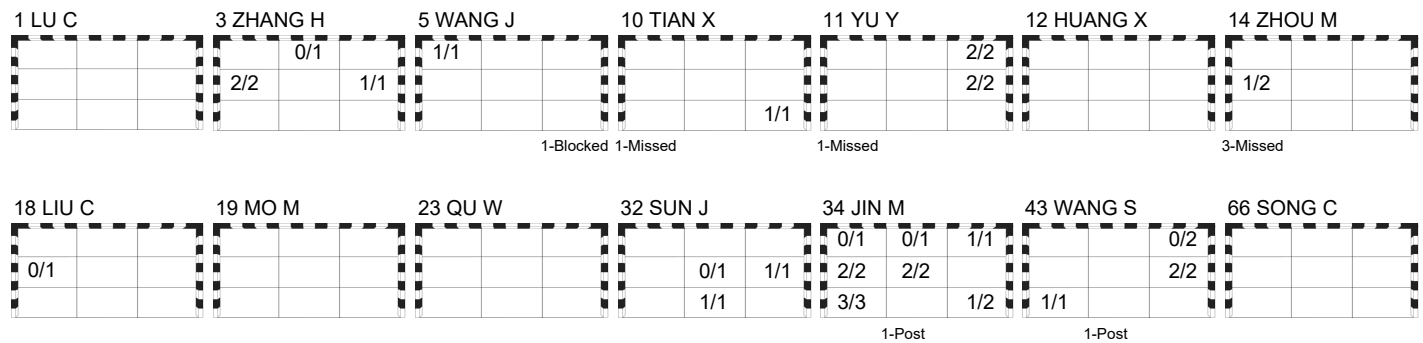 1 LU C 3 ZHANG H 5 WANG J 10 TIAN X 11 YU Y 12 HUANG X 14 ZHOU M
0/1 1/1 2/2
2/2 1/1 2/2 1/2
1/1
1-Blocked 1-Missed 1-Missed 3-Missed
18 LIU C 19 MO M 23 QU W 32 SUN J 34 JIN M 43 WANG S 66 SONG C
0/1 0/1 1/1 0/2
0/1 0/1 1/1 2/2 2/2 2/2
1/1 3/3 1/2 1/1
1-Post 1-Post